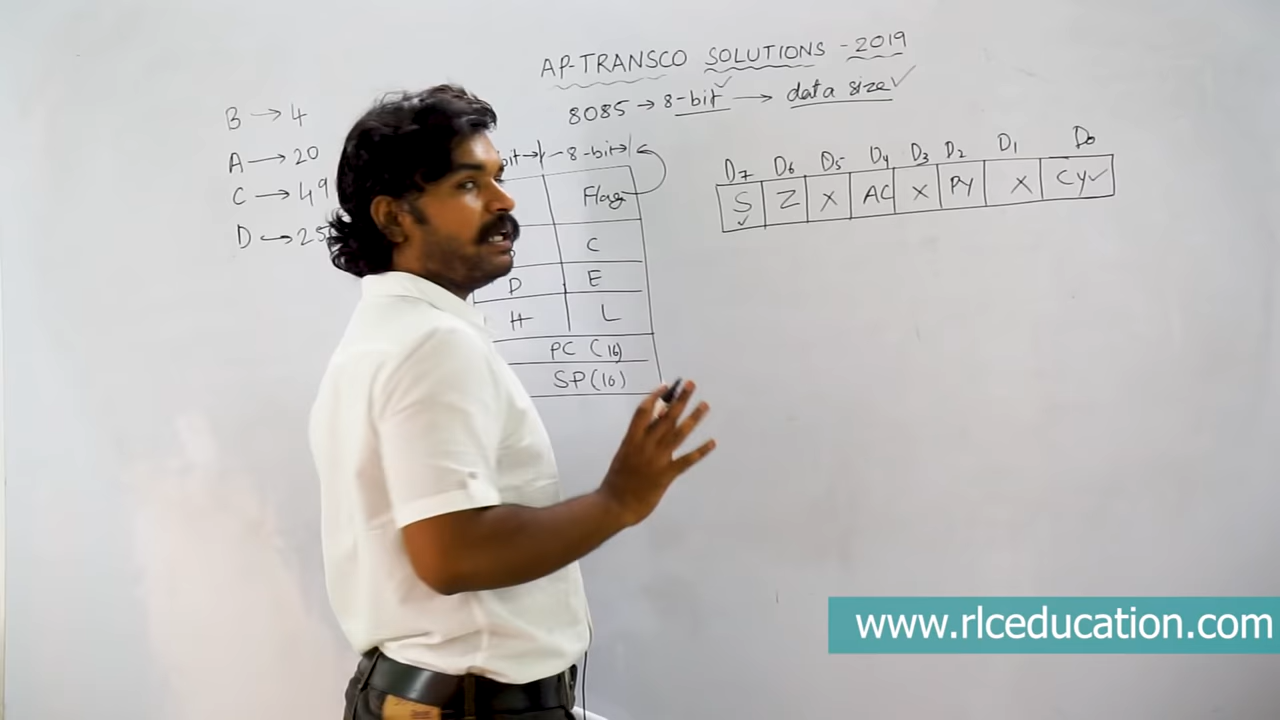 AP-TRANSCO SOLUTIONS - 2019
8085 → 8-bit → data size ✓
B → 4
A → 20
C → 49
D → 25
bit → ← 8-bit →
Flag
C
D E
H L
PC (16)
SP (16)
D7 D6 D5 D4 D3 D2 D1 D0
S Z X AC X PY X CY ✓
www.rlceducation.com